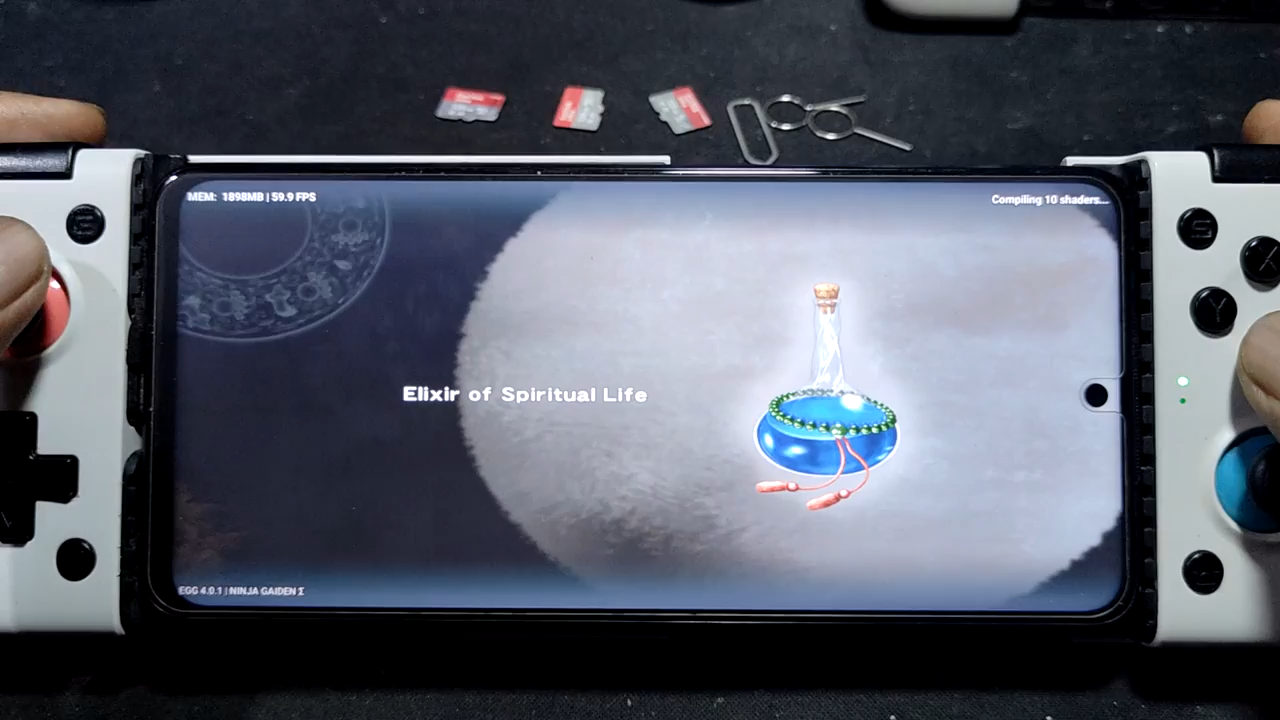 MEM: 1898MB | 59.9 FPS
Compiling 10 shaders...
Elixir of Spiritual Life
EGG 4.0.1 | NINJA GAIDEN Σ
S
X
Y